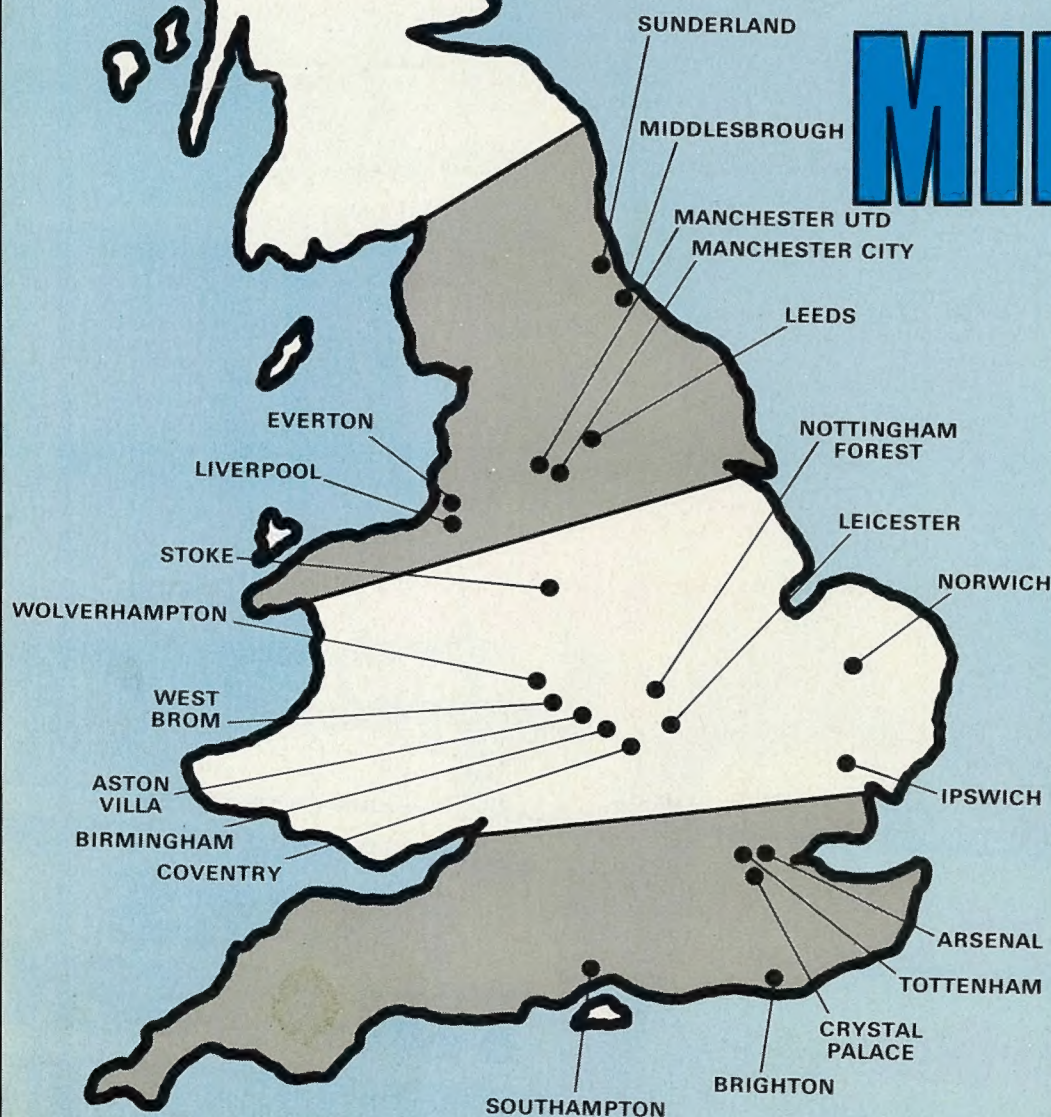 SUNDERLAND
MIDDLESBROUGH
MANCHESTER UTD
MANCHESTER CITY
LEEDS
EVERTON
NOTTINGHAM
FOREST
LIVERPOOL
LEICESTER
STOKE
NORWICH
WOLVERHAMPTON
WEST
BROM
ASTON
VILLA
IPSWICH
BIRMINGHAM
COVENTRY
ARSENAL
TOTTENHAM
CRYSTAL
PALACE
BRIGHTON
SOUTHAMPTON